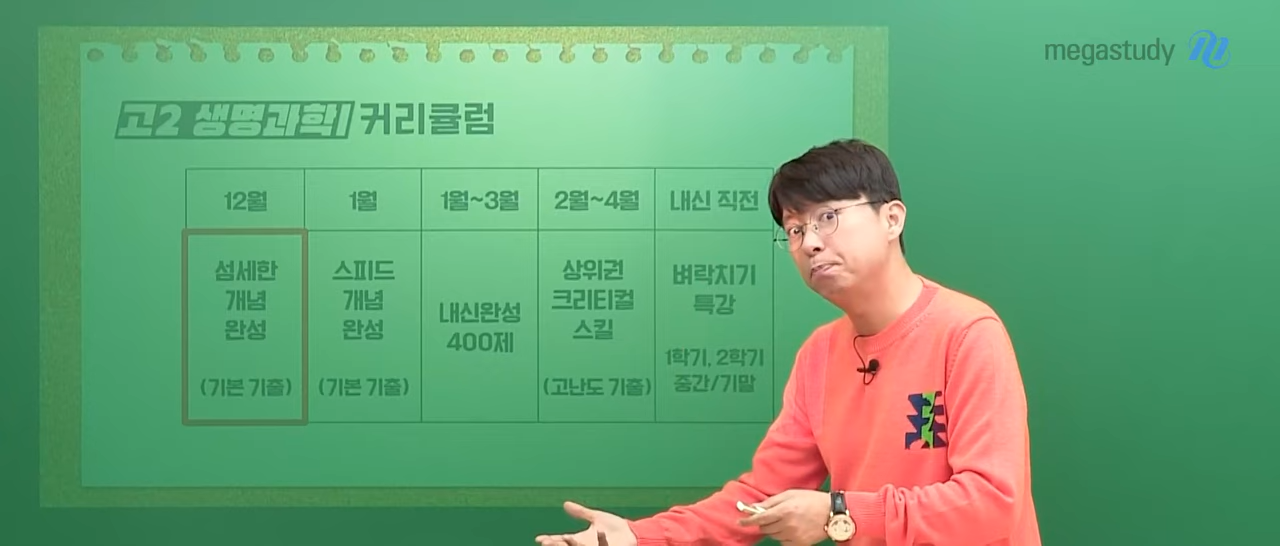 megastudy
고2 생명과학Ⅰ 커리큘럼
12월
1월
1월~3월
2월~4월
내신 직전
섬세한
개념
완성
(기본 기출)
스피드
개념
완성
(기본 기출)
내신완성
400제
상위권
크리티컬
스킬
(고난도 기출)
벼락치기
특강
1학기, 2학기
중간/기말